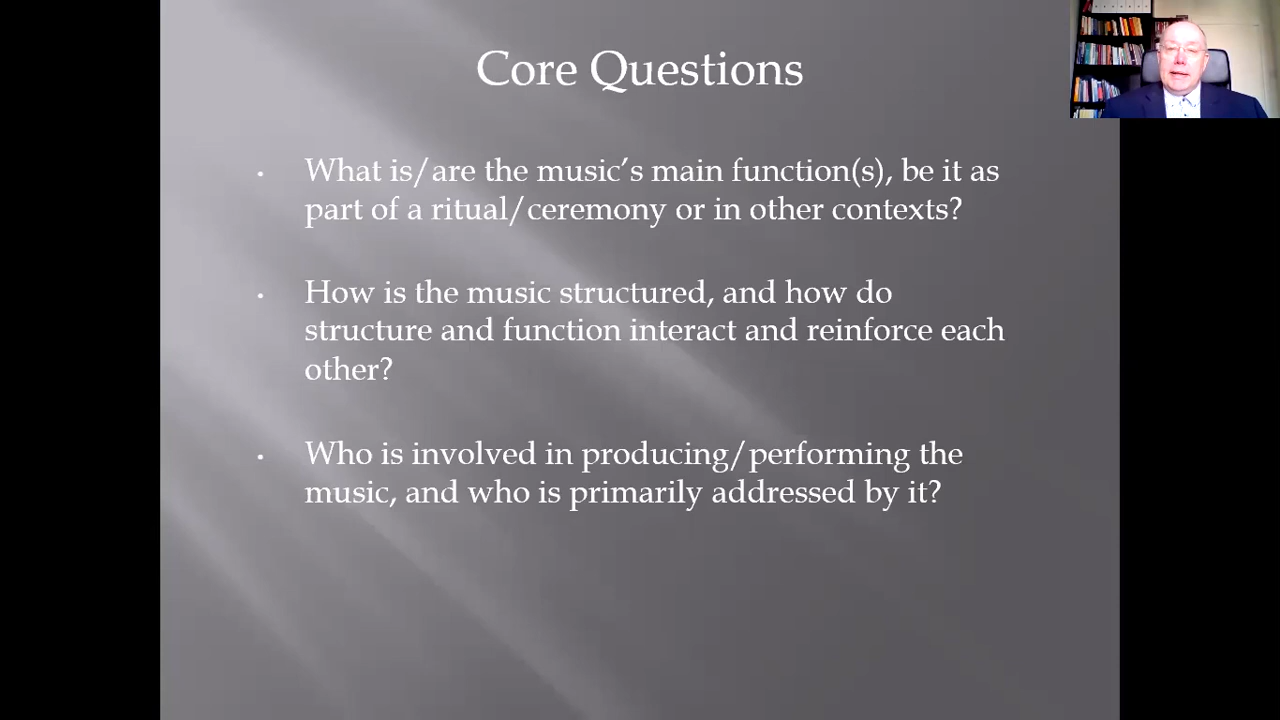 Core Questions
• What is/are the music’s main function(s), be it as
part of a ritual/ceremony or in other contexts?
• How is the music structured, and how do
structure and function interact and reinforce each
other?
• Who is involved in producing/performing the
music, and who is primarily addressed by it?